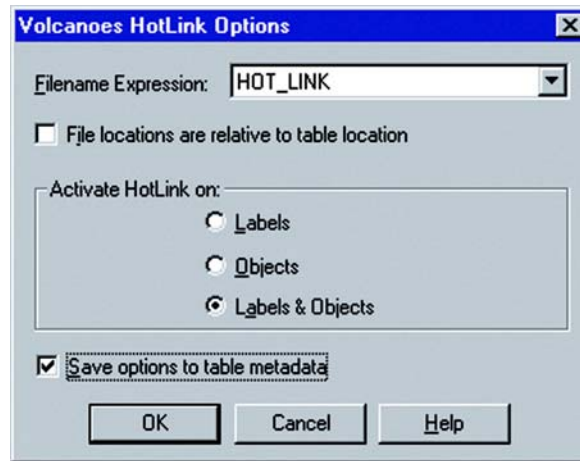 Volcanoes HotLink Options
Filename Expression: HOT_LINK
File locations are relative to table location
Activate HotLink on:
Labels
Objects
Labels & Objects
Save options to table metadata
OK Cancel Help